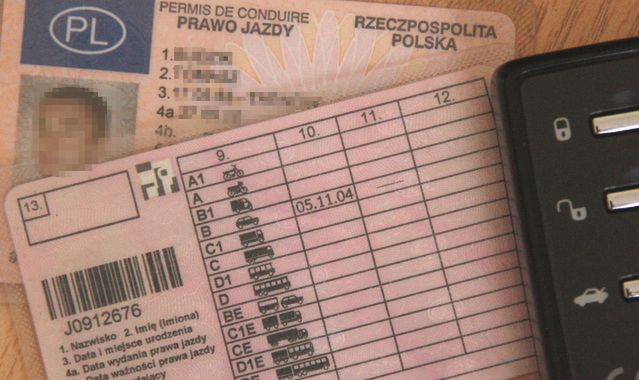 PL
PERMIS DE CONDUIRE
PRAWO JAZDY
RZECZPOSPOLITA
POLSKA
1.
2.
3.
4a
4b.
9. 10. 11. 12.
A1
A
B1 05.11.04 —
B
C1
C
D1
D
BE
C1E
CE
D1E
13.
J0912676
1. Nazwisko 2. Imię (imiona)
3. Data i miejsce urodzenia
4a. Data wydania prawa jazdy
Data ważności prawa jazdy